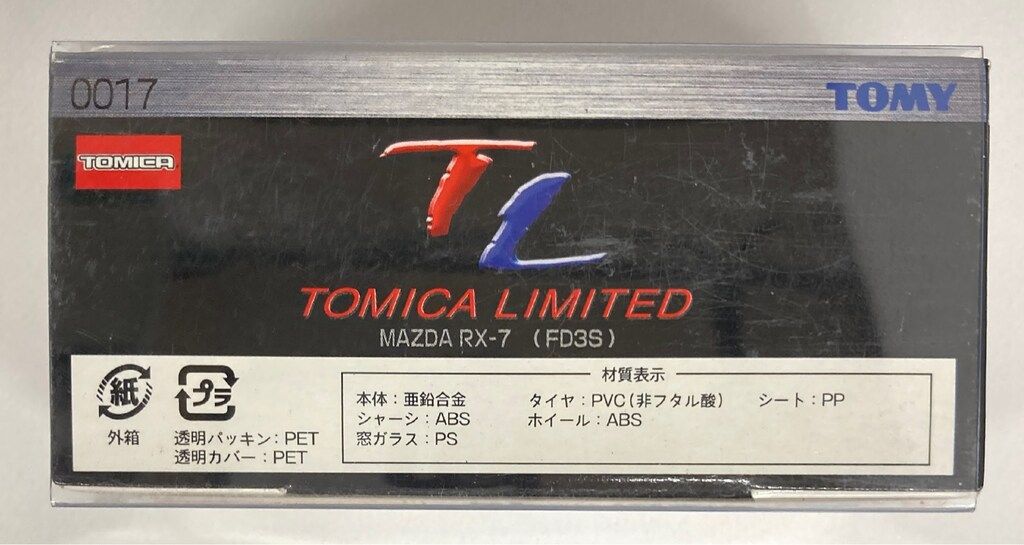 0017
TOMY
TOMICA
TL
TOMICA LIMITED
MAZDA RX-7 (FD3S)
紙
外箱
プラ
透明パッキン：PET
透明カバー：PET
材質表示
本体：亜鉛合金 タイヤ：PVC(非フタル酸) シート：PP
シャーシ：ABS ホイール：ABS
窓ガラス：PS